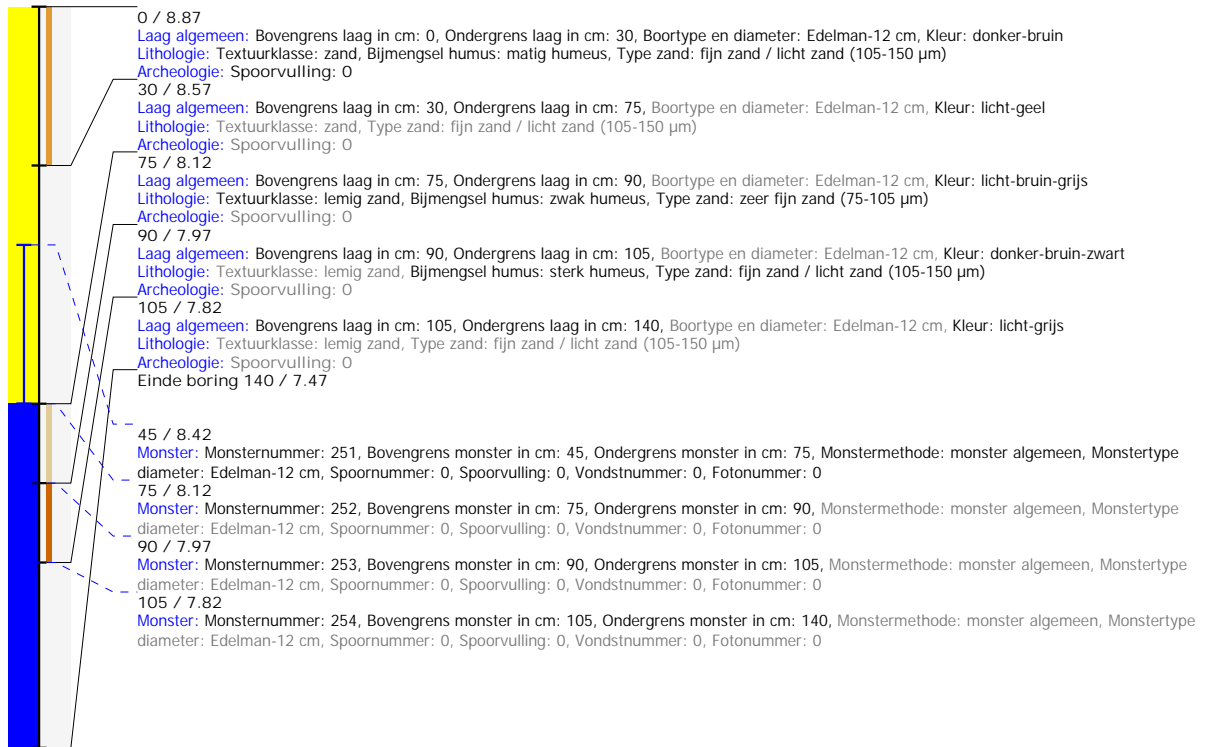 0 / 8.87
Laag algemeen: Bovengrens laag in cm: 0, Ondergrens laag in cm: 30, Boortype en diameter: Edelman-12 cm, Kleur: donker-bruin
Lithologie: Textuurklasse: zand, Bijmengsel humus: matig humeus, Type zand: fijn zand / licht zand (105-150 µm)
Archeologie: Spoorvulling: 0
30 / 8.57
Laag algemeen: Bovengrens laag in cm: 30, Ondergrens laag in cm: 75, Boortype en diameter: Edelman-12 cm, Kleur: licht-geel
Lithologie: Textuurklasse: zand, Type zand: fijn zand / licht zand (105-150 µm)
Archeologie: Spoorvulling: 0
75 / 8.12
Laag algemeen: Bovengrens laag in cm: 75, Ondergrens laag in cm: 90, Boortype en diameter: Edelman-12 cm, Kleur: licht-bruin-grijs
Lithologie: Textuurklasse: lemig zand, Bijmengsel humus: zwak humeus, Type zand: zeer fijn zand (75-105 µm)
Archeologie: Spoorvulling: 0
90 / 7.97
Laag algemeen: Bovengrens laag in cm: 90, Ondergrens laag in cm: 105, Boortype en diameter: Edelman-12 cm, Kleur: donker-bruin-zwart
Lithologie: Textuurklasse: lemig zand, Bijmengsel humus: sterk humeus, Type zand: fijn zand / licht zand (105-150 µm)
Archeologie: Spoorvulling: 0
105 / 7.82
Laag algemeen: Bovengrens laag in cm: 105, Ondergrens laag in cm: 140, Boortype en diameter: Edelman-12 cm, Kleur: licht-grijs
Lithologie: Textuurklasse: lemig zand, Type zand: fijn zand / licht zand (105-150 µm)
Archeologie: Spoorvulling: 0
Einde boring 140 / 7.47
45 / 8.42
Monster: Monsternummer: 251, Bovengrens monster in cm: 45, Ondergrens monster in cm: 75, Monstermethode: monster algemeen, Monstertype
diameter: Edelman-12 cm, Spoornummer: 0, Spoorvulling: 0, Vondstnummer: 0, Fotonummer: 0
75 / 8.12
Monster: Monsternummer: 252, Bovengrens monster in cm: 75, Ondergrens monster in cm: 90, Monstermethode: monster algemeen, Monstertype
diameter: Edelman-12 cm, Spoornummer: 0, Spoorvulling: 0, Vondstnummer: 0, Fotonummer: 0
90 / 7.97
Monster: Monsternummer: 253, Bovengrens monster in cm: 90, Ondergrens monster in cm: 105, Monstermethode: monster algemeen, Monstertype
diameter: Edelman-12 cm, Spoornummer: 0, Spoorvulling: 0, Vondstnummer: 0, Fotonummer: 0
105 / 7.82
Monster: Monsternummer: 254, Bovengrens monster in cm: 105, Ondergrens monster in cm: 140, Monstermethode: monster algemeen, Monstertype
diameter: Edelman-12 cm, Spoornummer: 0, Spoorvulling: 0, Vondstnummer: 0, Fotonummer: 0